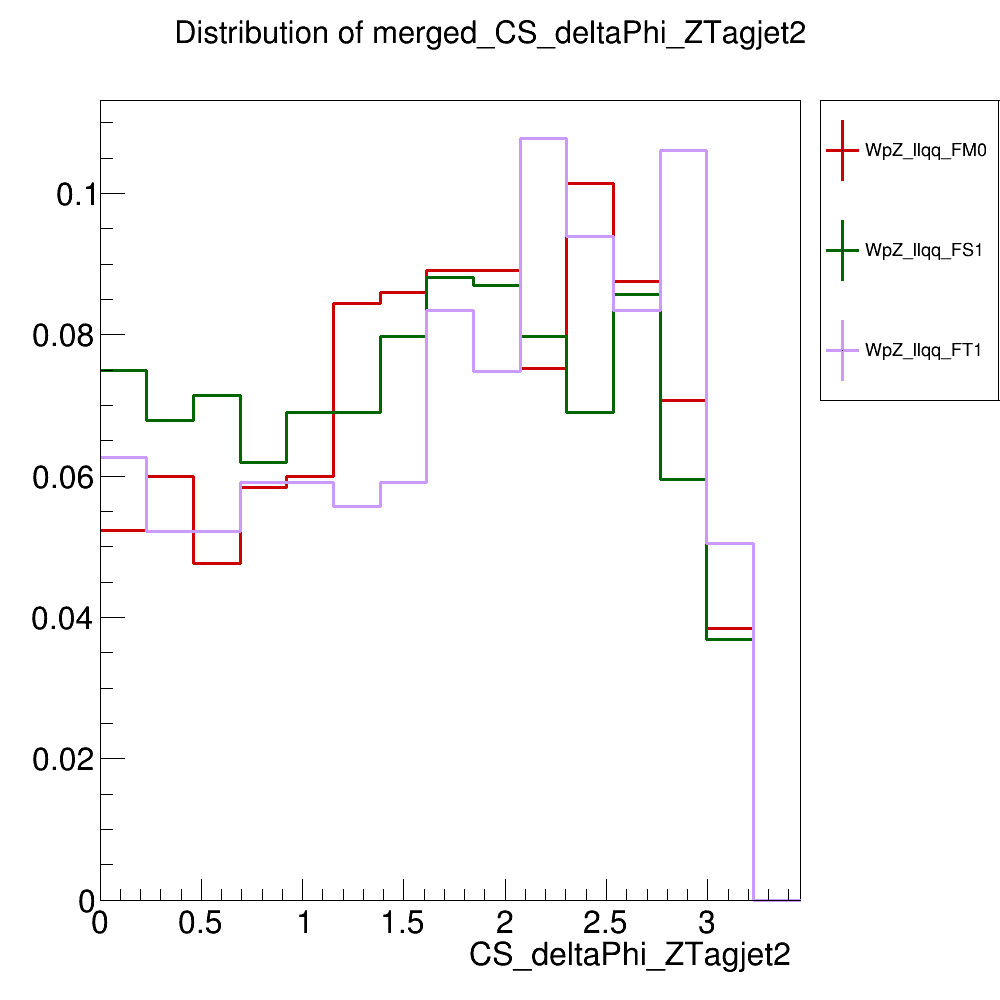 Distribution of merged_CS_deltaPhi_ZTagjet2
WpZ_llqq_FM0
WpZ_llqq_FS1
WpZ_llqq_FT1
0.1
0.08
0.06
0.04
0.02
0
0 0.5 1 1.5 2 2.5 3
CS_deltaPhi_ZTagjet2